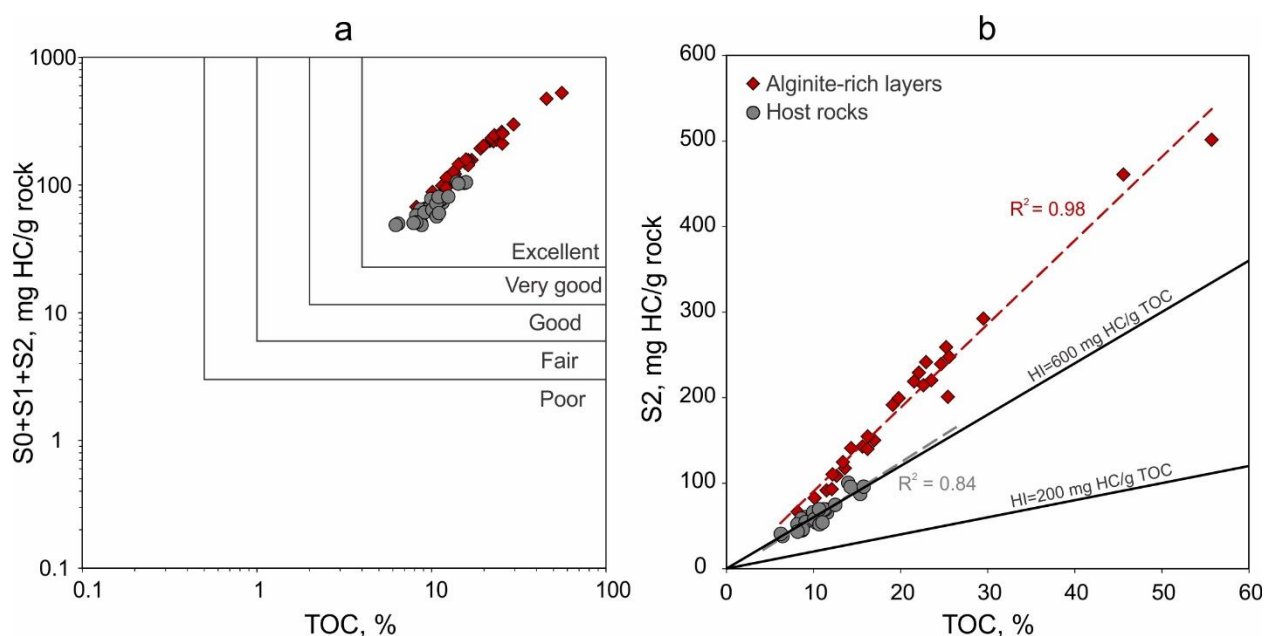 a
S0+S1+S2, mg HC/g rock
1000
100
10
1
0.1
Excellent
Very good
Good
Fair
Poor
0.1
1
10
100
TOC, %
b
S2, mg HC/g rock
600
500
400
300
200
100
0
Alginite-rich layers
Host rocks
R² = 0.98
HI=600 mg HC/g TOC
R² = 0.84
HI=200 mg HC/g TOC
0
10
20
30
40
50
60
TOC, %